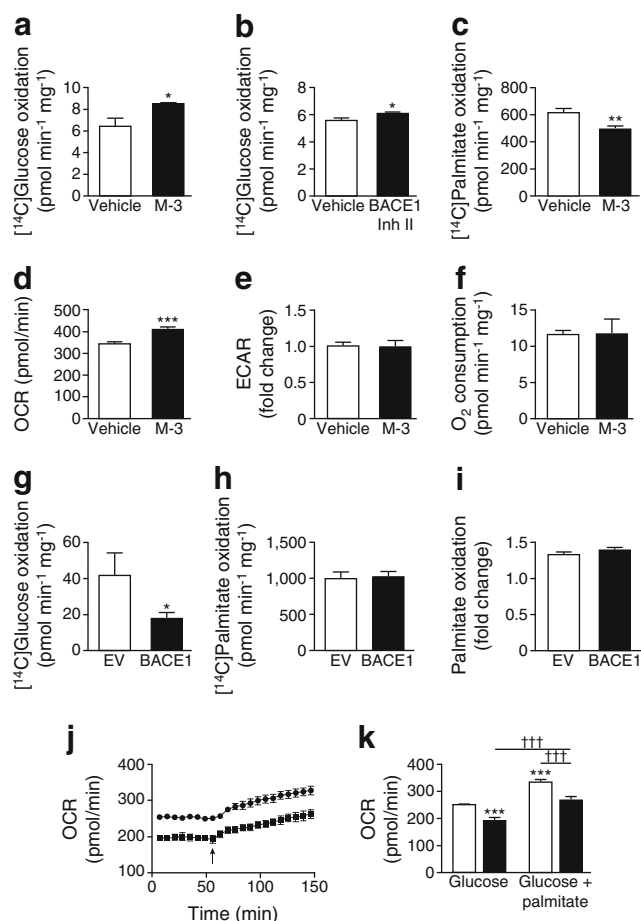 a
[14C]Glucose oxidation
(pmol min-1 mg-1)
10
8
6
4
2
0
*
Vehicle M-3
b
[14C]Glucose oxidation
(pmol min-1 mg-1)
8
6
4
2
0
*
Vehicle BACE1
Inh II
c
[14C]Palmitate oxidation
(pmol min-1 mg-1)
800
600
400
200
0
**
Vehicle M-3
d
OCR (pmol/min)
500
400
300
200
100
0
***
Vehicle M-3
e
ECAR
(fold change)
1.5
1.0
0.5
0
Vehicle M-3
f
O2 consumption
(pmol min-1 mg-1)
15
10
5
0
Vehicle M-3
g
[14C]Glucose oxidation
(pmol min-1 mg-1)
60
40
20
0
*
EV BACE1
h
[14C]Palmitate oxidation
(pmol min-1 mg-1)
1,500
1,000
500
0
EV BACE1
i
Palmitate oxidation
(fold change)
1.5
1.0
0.5
0
EV BACE1
j
OCR
(pmol/min)
400
300
200
100
0 50 100 150
Time (min)
k
OCR
(pmol/min)
400
300
200
100
0
†††
***
†††
***
Glucose Glucose +
palmitate